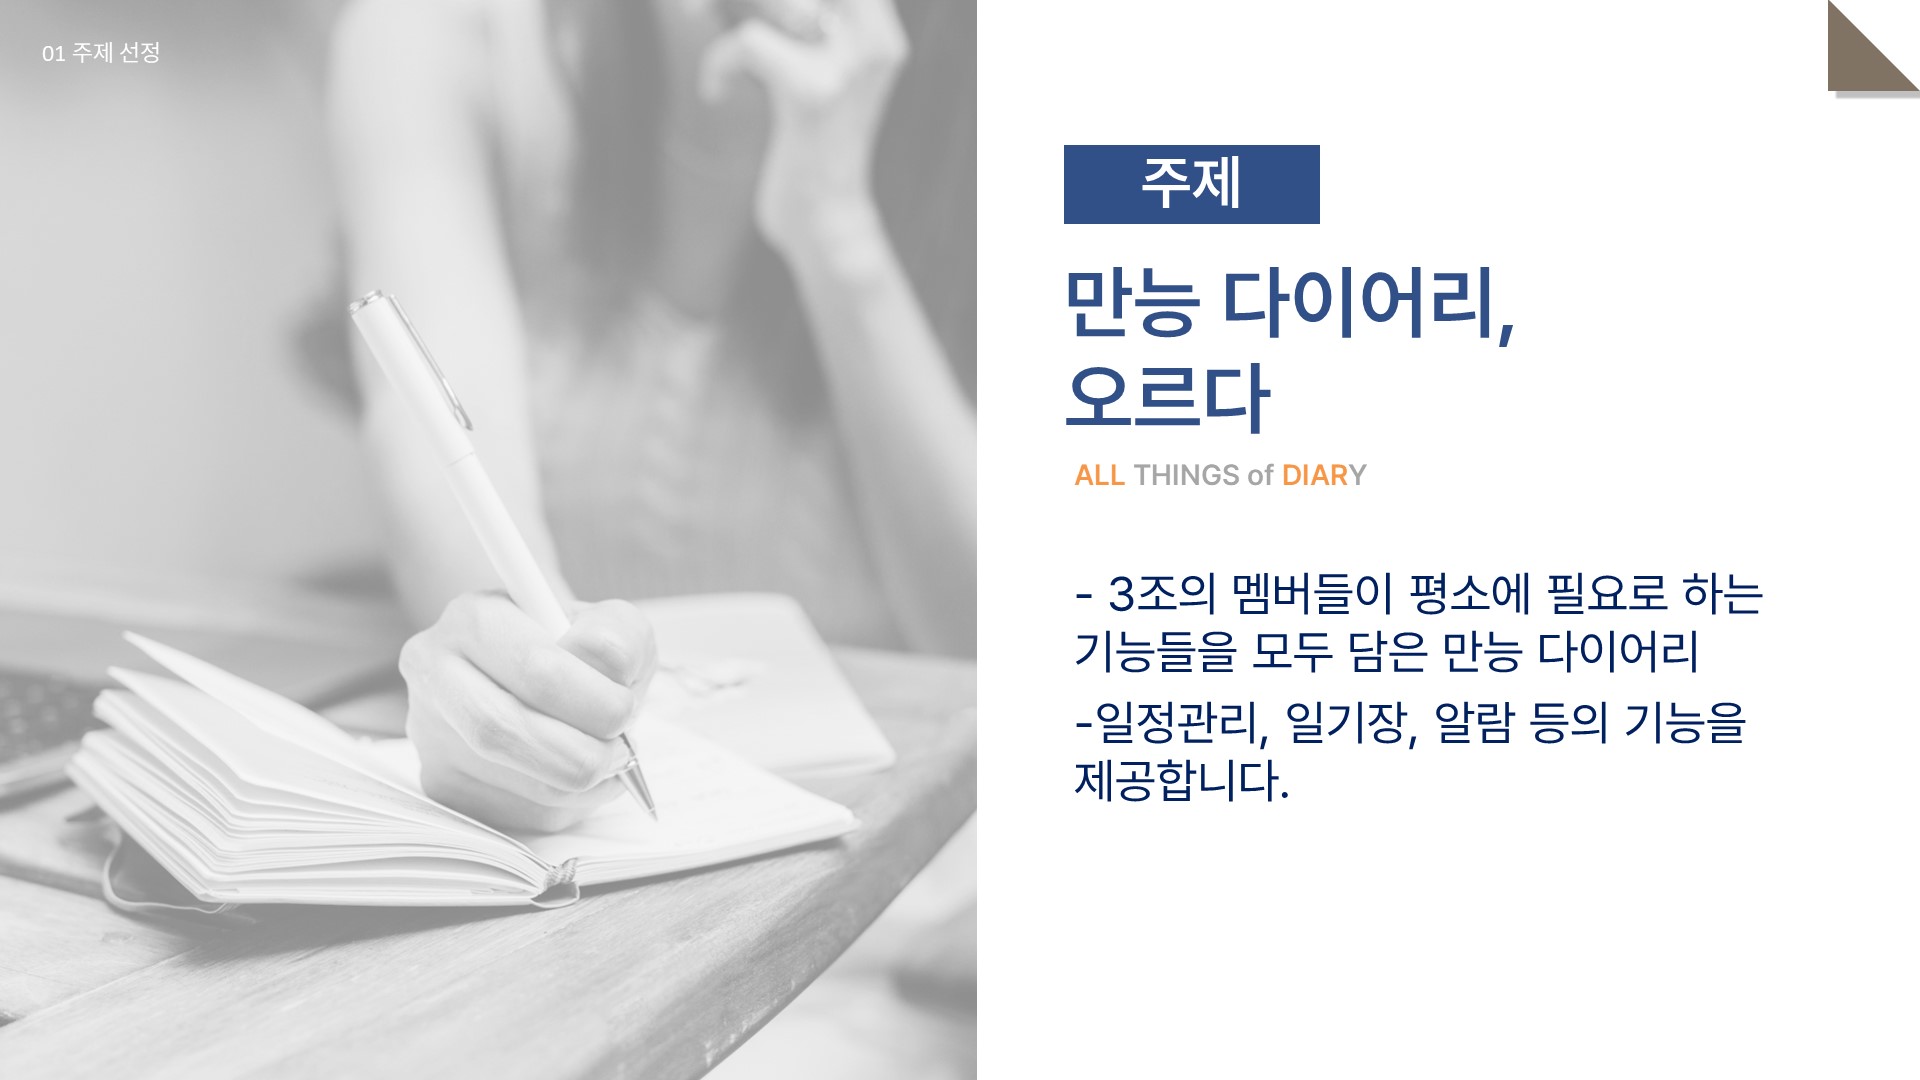 01 주제 선정
주제
만능 다이어리,
오르다
ALL THINGS of DIARY
- 3조의 멤버들이 평소에 필요로 하는
기능들을 모두 담은 만능 다이어리
-일정관리, 일기장, 알람 등의 기능을
제공합니다.